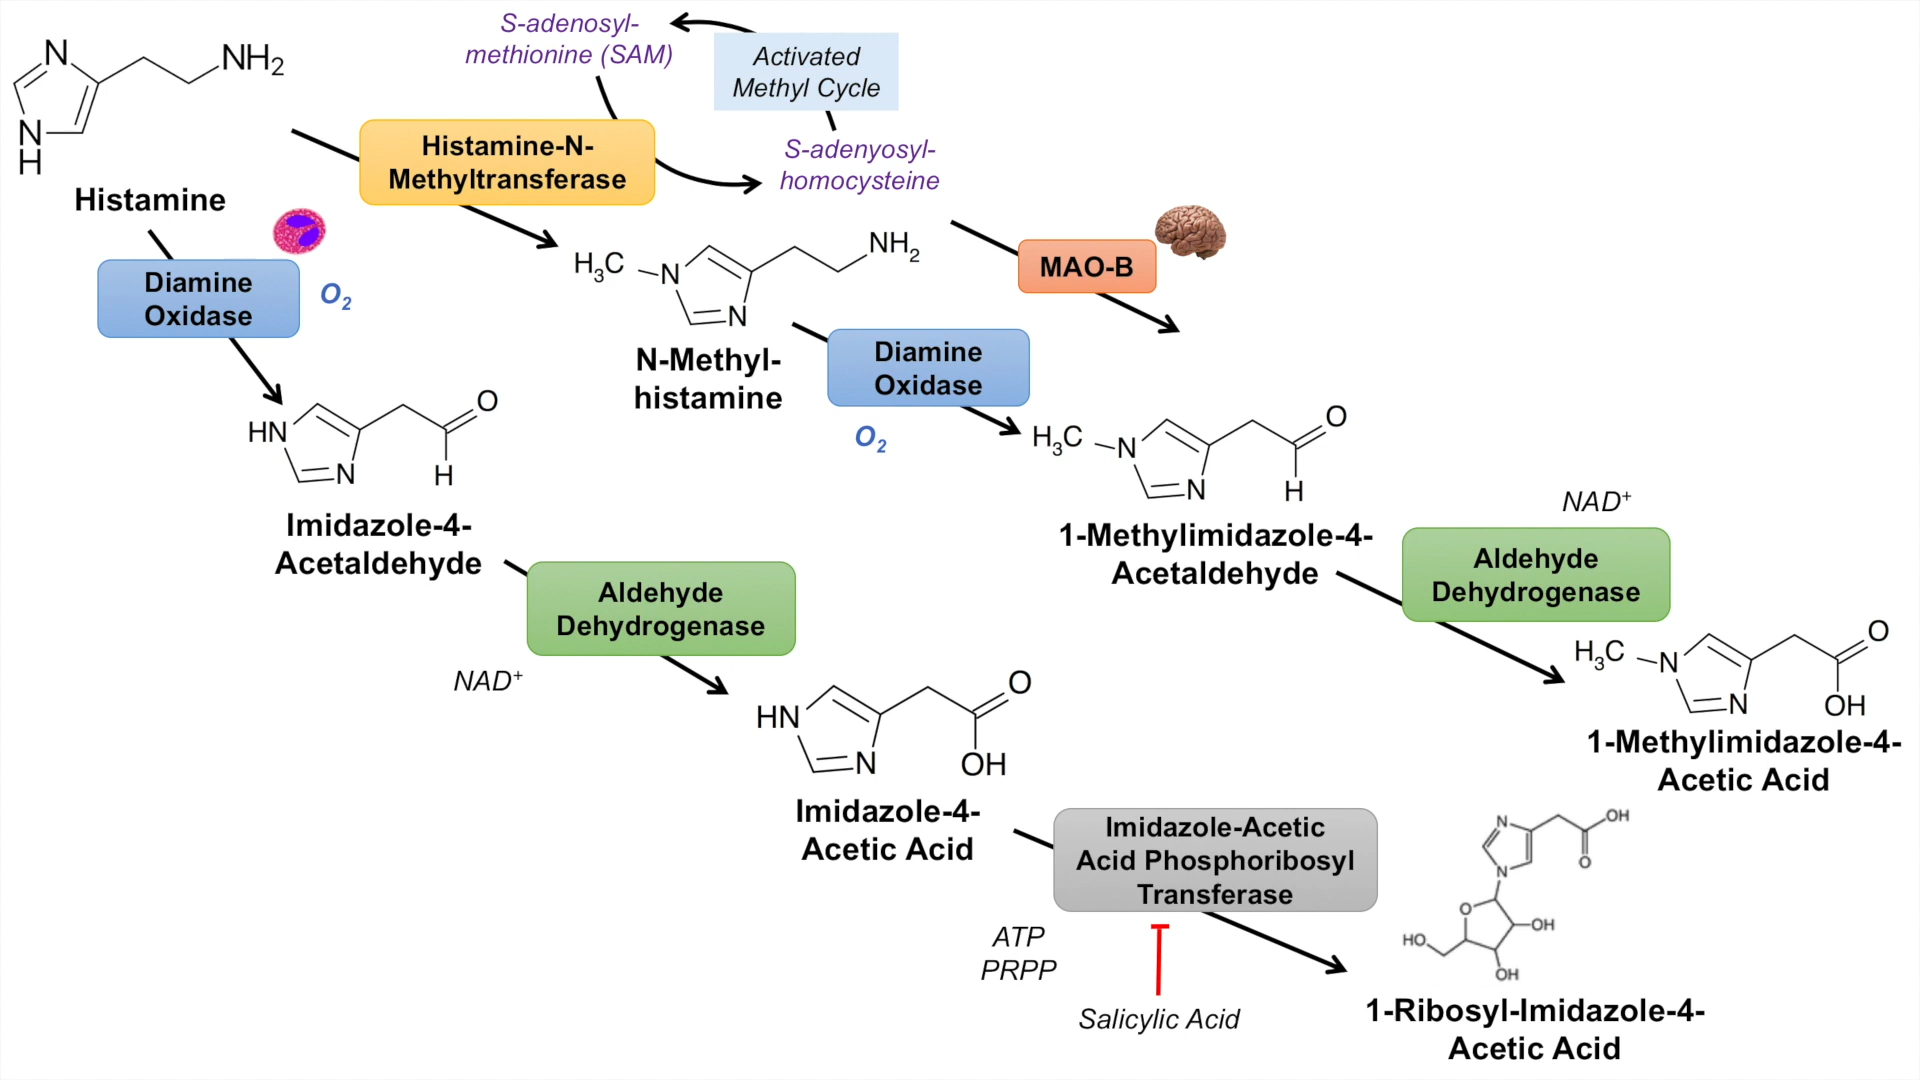 S-adenosyl-
methionine (SAM)
Activated
Methyl Cycle
S-adenyosyl-
homocysteine
N
NH2
N
H
Histamine
Histamine-N-
Methyltransferase
Diamine
Oxidase
O2
H3C
N
N
NH2
N-Methyl-
histamine
MAO-B
Diamine
Oxidase
O2
HN
N
O
H
Imidazole-4-
Acetaldehyde
H3C
N
N
O
H
1-Methylimidazole-4-
Acetaldehyde
Aldehyde
Dehydrogenase
NAD+
NAD+
Aldehyde
Dehydrogenase
HN
N
O
OH
Imidazole-4-
Acetic Acid
H3C
N
N
O
OH
1-Methylimidazole-4-
Acetic Acid
Imidazole-Acetic
Acid Phosphoribosyl
Transferase
ATP
PRPP
Salicylic Acid
N
OH
O
N
O
OH
HO
OH
1-Ribosyl-Imidazole-4-
Acetic Acid